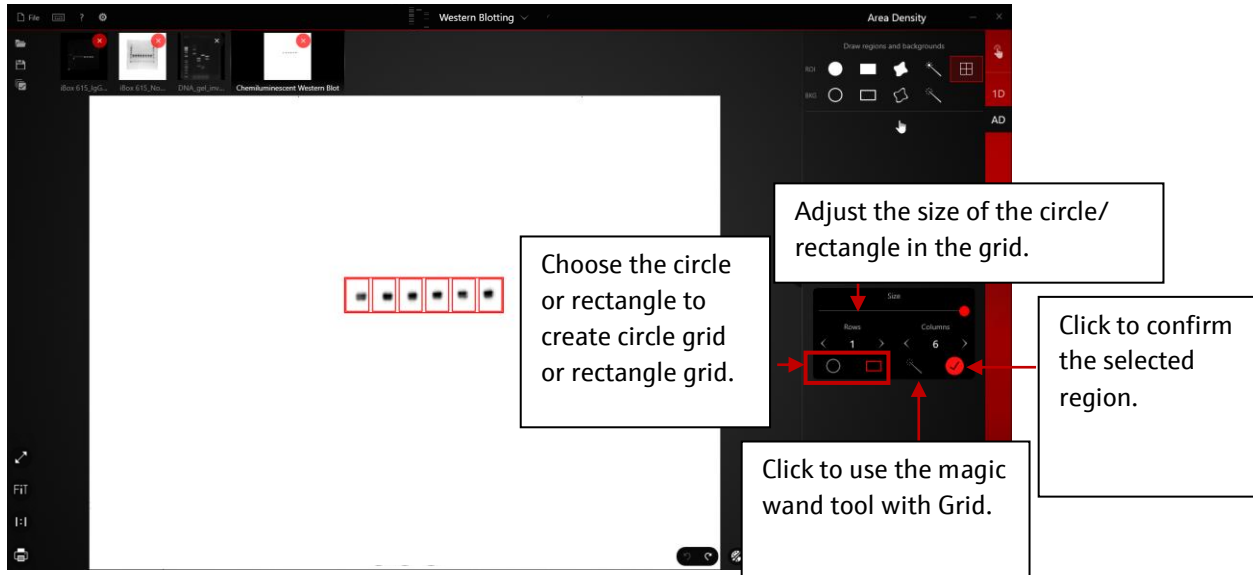 File ? Western Blotting Area Density
Draw regions and backgrounds
ROI
BKG
1D
AD
iBox 615_IgG... iBox 615_No... DNA_gel_inv... Chemiluminescent Western Blot
Adjust the size of the circle/
rectangle in the grid.
Choose the circle
or rectangle to
create circle grid
or rectangle grid.
Size
Rows Columns
1 6
Click to confirm
the selected
region.
Click to use the magic
wand tool with Grid.
FiT
1:1